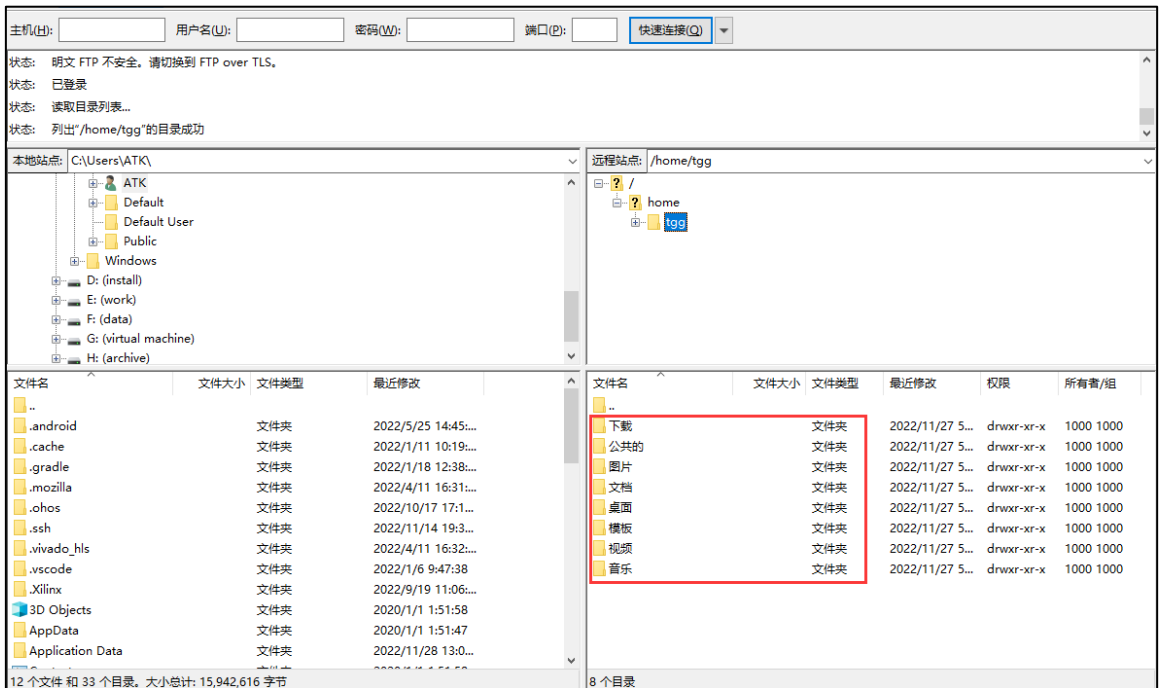 主机(H): 用户名(U): 密码(W): 端口(P): 快速连接(Q)
状态: 明文 FTP 不安全。请切换到 FTP over TLS。
状态: 已登录
状态: 读取目录列表...
状态: 列出"/home/tgg"的目录成功
本地站点: C:\Users\ATK\
ATK
Default
Default User
Public
Windows
D: (install)
E: (work)
F: (data)
G: (virtual machine)
H: (archive)
远程站点: /home/tgg
/
home
tgg
文件名 文件大小 文件类型 最近修改
..
.android 文件夹 2022/5/25 14:45:...
.cache 文件夹 2022/1/11 10:19:...
.gradle 文件夹 2022/1/18 12:38:...
.mozilla 文件夹 2022/4/11 16:31:...
.ohos 文件夹 2022/10/17 17:1...
.ssh 文件夹 2022/11/14 19:3...
.vivado_hls 文件夹 2022/4/11 16:32:...
.vscode 文件夹 2022/1/6 9:47:38
.Xilinx 文件夹 2022/9/19 11:06:...
3D Objects 文件夹 2020/1/1 1:51:58
AppData 文件夹 2020/1/1 1:51:47
Application Data 文件夹 2022/11/28 13:0...
12 个文件 和 33 个目录。大小总计: 15,942,616 字节
文件名 文件大小 文件类型 最近修改 权限 所有者/组
..
下载 文件夹 2022/11/27 5... drwxr-xr-x 1000 1000
公共的 文件夹 2022/11/27 5... drwxr-xr-x 1000 1000
图片 文件夹 2022/11/27 5... drwxr-xr-x 1000 1000
文档 文件夹 2022/11/27 5... drwxr-xr-x 1000 1000
桌面 文件夹 2022/11/27 5... drwxr-xr-x 1000 1000
模板 文件夹 2022/11/27 5... drwxr-xr-x 1000 1000
视频 文件夹 2022/11/27 5... drwxr-xr-x 1000 1000
音乐 文件夹 2022/11/27 5... drwxr-xr-x 1000 1000
8 个目录